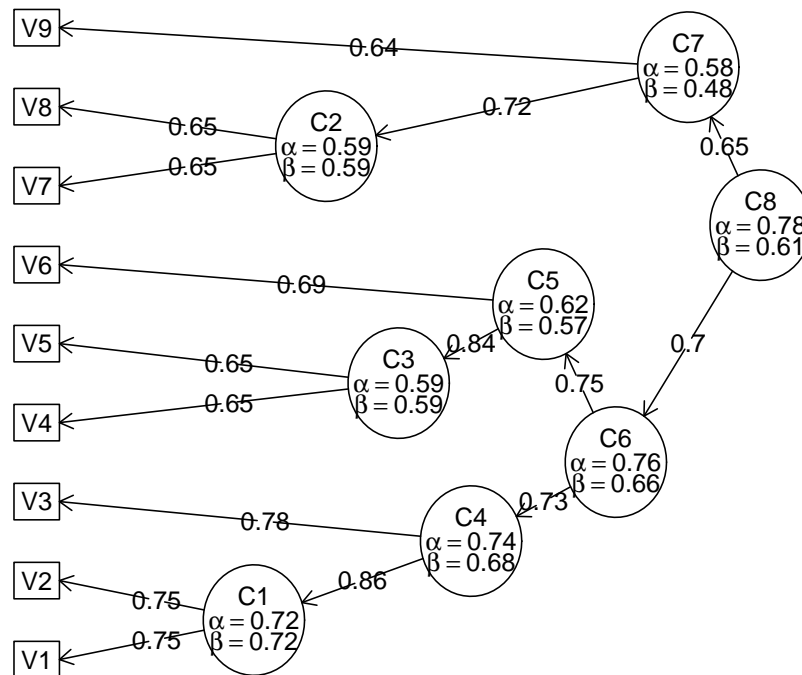 V9
0.64
C7
α = 0.58
β = 0.48
V8
0.65
C2
α = 0.59
β = 0.59
0.72
V7
0.65
0.65
C8
α = 0.78
β = 0.61
V6
0.69
C5
α = 0.62
β = 0.57
V5
0.65
C3
α = 0.59
β = 0.59
0.84
0.7
V4
0.65
0.75
C6
α = 0.76
β = 0.66
V3
0.78
C4
α = 0.74
β = 0.68
0.73
V2
0.75
C1
α = 0.72
β = 0.72
0.86
V1
0.75